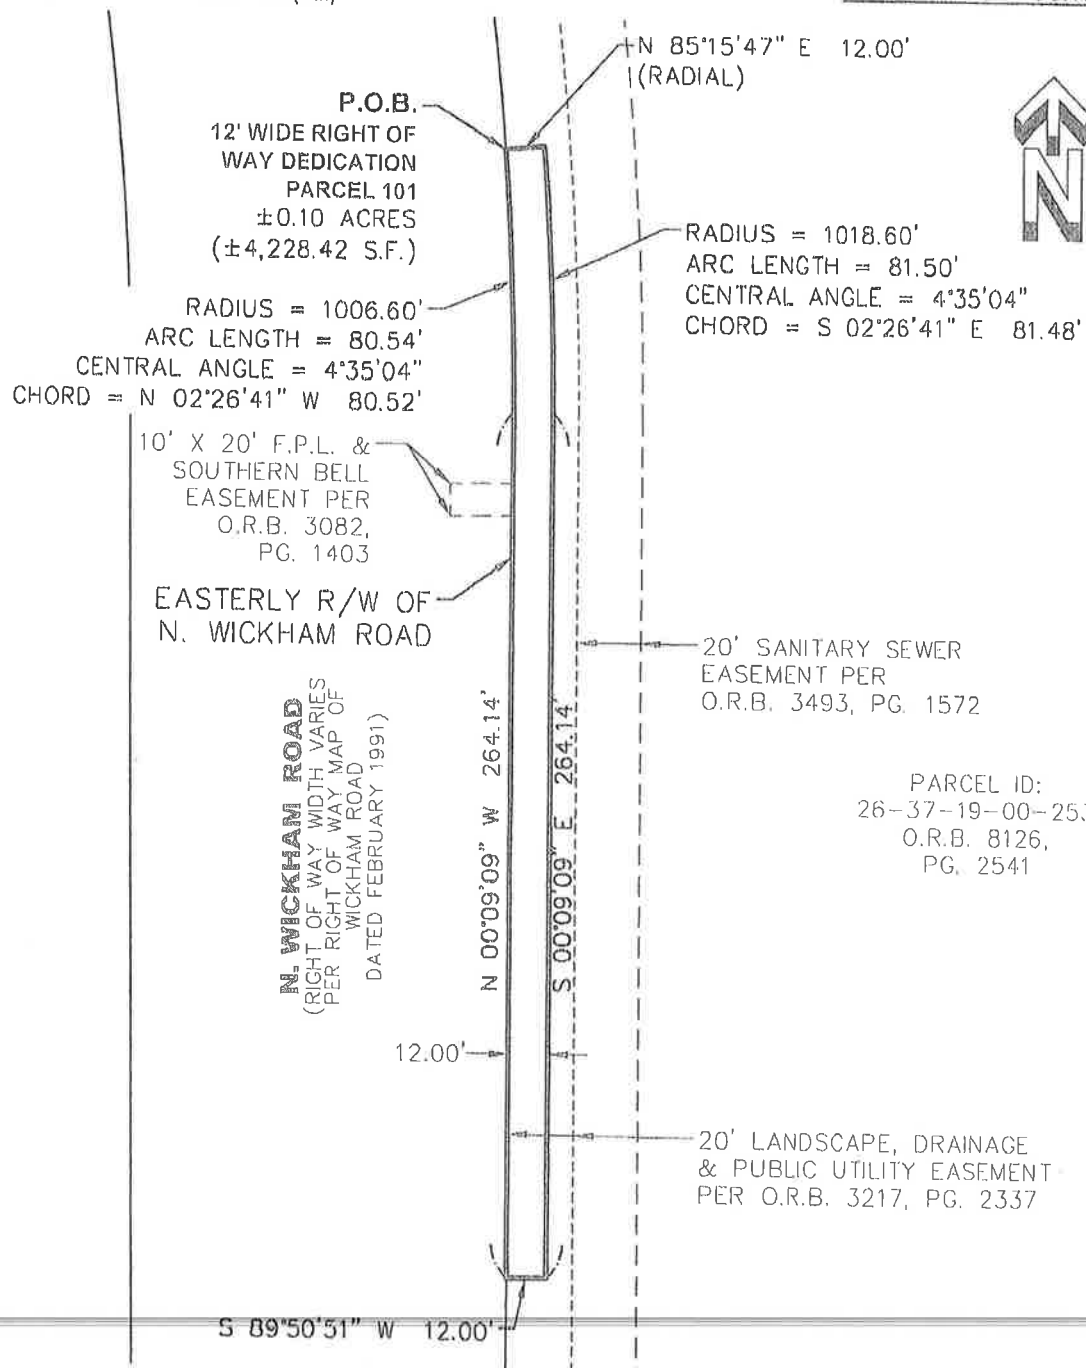 N 85°15'47" E 12.00'
(RADIAL)
P.O.B.
12' WIDE RIGHT OF
WAY DEDICATION
PARCEL 101
±0.10 ACRES
(±4,228.42 S.F.)
N
RADIUS = 1018.60'
ARC LENGTH = 81.50'
CENTRAL ANGLE = 4°35'04"
CHORD = S 02°26'41" E 81.48'
RADIUS = 1006.60'
ARC LENGTH = 80.54'
CENTRAL ANGLE = 4°35'04"
CHORD = N 02°26'41" W 80.52'
10' X 20' F.P.L. &
SOUTHERN BELL
EASEMENT PER
O.R.B. 3082,
PG. 1403
EASTERLY R/W OF
N. WICKHAM ROAD
20' SANITARY SEWER
EASEMENT PER
O.R.B. 3493, PG. 1572
N. WICKHAM ROAD
(RIGHT OF WAY WIDTH VARIES
PER RIGHT OF WAY MAP OF
WICKHAM ROAD
DATED FEBRUARY 1991)
N 00°09'09" W 264.14'
S 00°09'09" E 264.14'
PARCEL ID:
26-37-19-00-253
O.R.B. 8126,
PG. 2541
12.00'
20' LANDSCAPE, DRAINAGE
& PUBLIC UTILITY EASEMENT
PER O.R.B. 3217, PG. 2337
S 89°50'51" W 12.00'